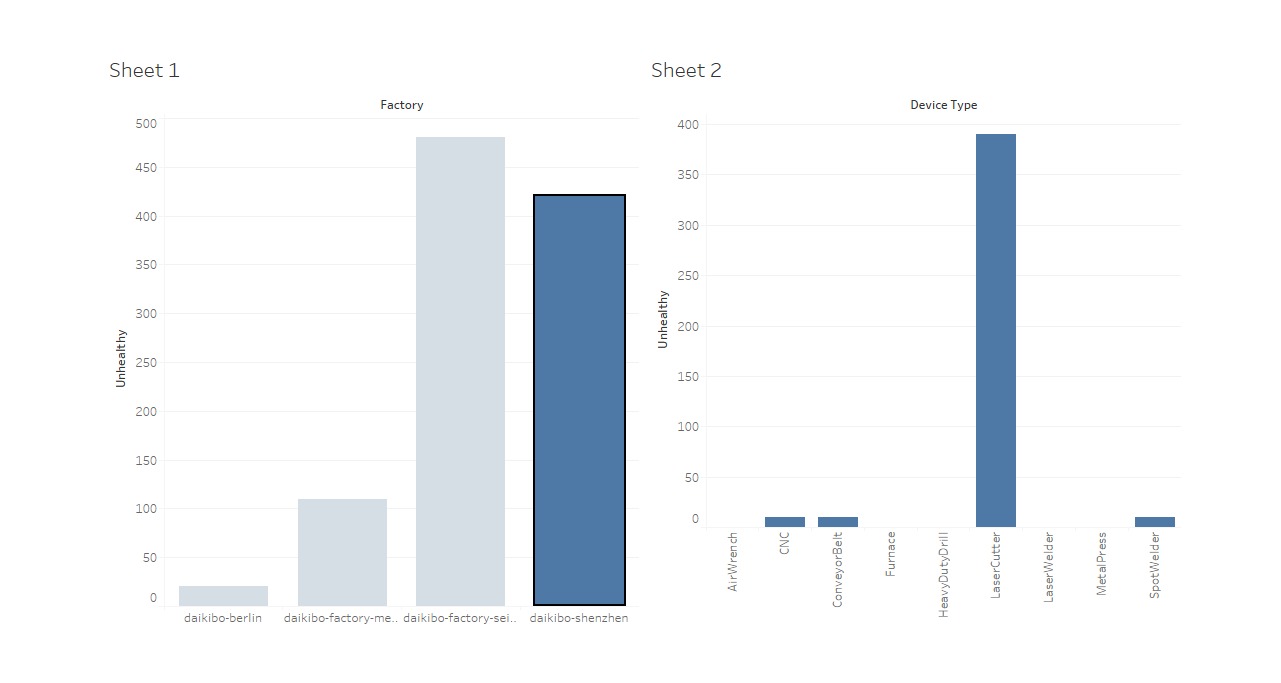 Sheet 1
Factory
500
450
400
350
300
250
200
150
100
50
0
Unhealthy
daikibo-berlin
daikibo-factory-me..
daikibo-factory-sei..
daikibo-shenzhen
Sheet 2
Device Type
400
350
300
250
200
150
100
50
0
Unhealthy
AirWrench
CNC
ConveyorBelt
Furnace
HeavyDutyDrill
LaserCutter
LaserWelder
MetalPress
SpotWelder